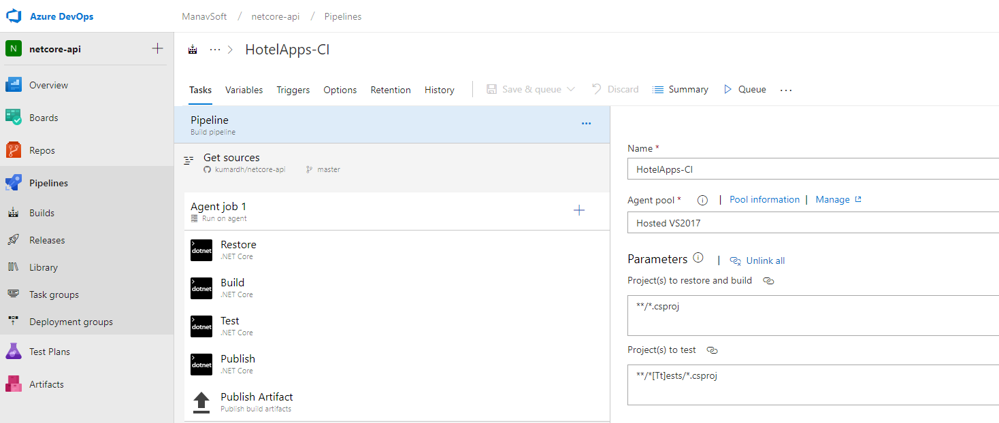 Azure DevOps
ManavSoft / netcore-api / Pipelines
N netcore-api
Overview
Boards
Repos
Pipelines
Builds
Releases
Library
Task groups
Deployment groups
Test Plans
Artifacts
... > HotelApps-CI
Tasks Variables Triggers Options Retention History | Save & queue Discard Summary Queue ...
Pipeline ...
Build pipeline
Get sources
kumardh/netcore-api master
Agent job 1
Run on agent
dotnet Restore
.NET Core
dotnet Build
.NET Core
dotnet Test
.NET Core
dotnet Publish
.NET Core
Publish Artifact
Publish build artifacts
Name *
HotelApps-CI
Agent pool * | Pool information | Manage
Hosted VS2017
Parameters | Unlink all
Project(s) to restore and build
**/*.csproj
Project(s) to test
**/*[Tt]ests/*.csproj